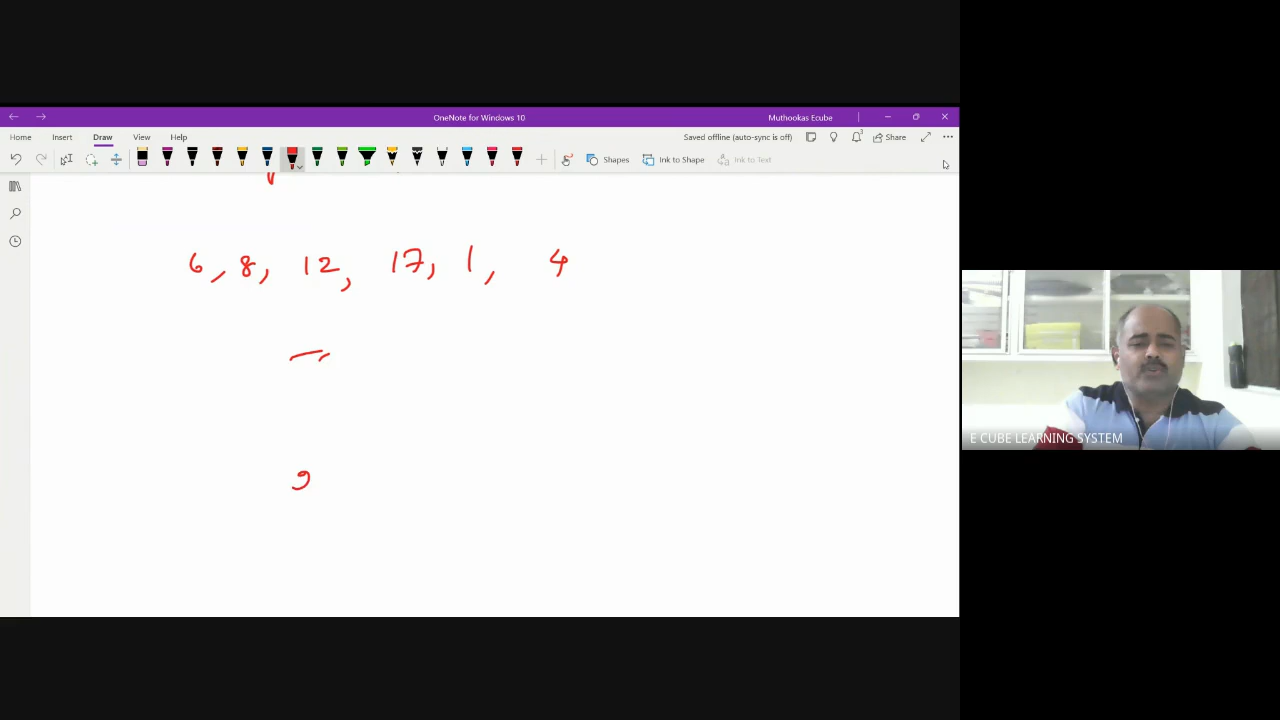 OneNote for Windows 10
Muthookas Ecube
Home Insert Draw View Help
Saved offline (auto-sync is off)
3
Share
Shapes
Ink to Shape
Ink to Text
6, 8, 12, 17, 1, 4
9
E CUBE LEARNING SYSTEM